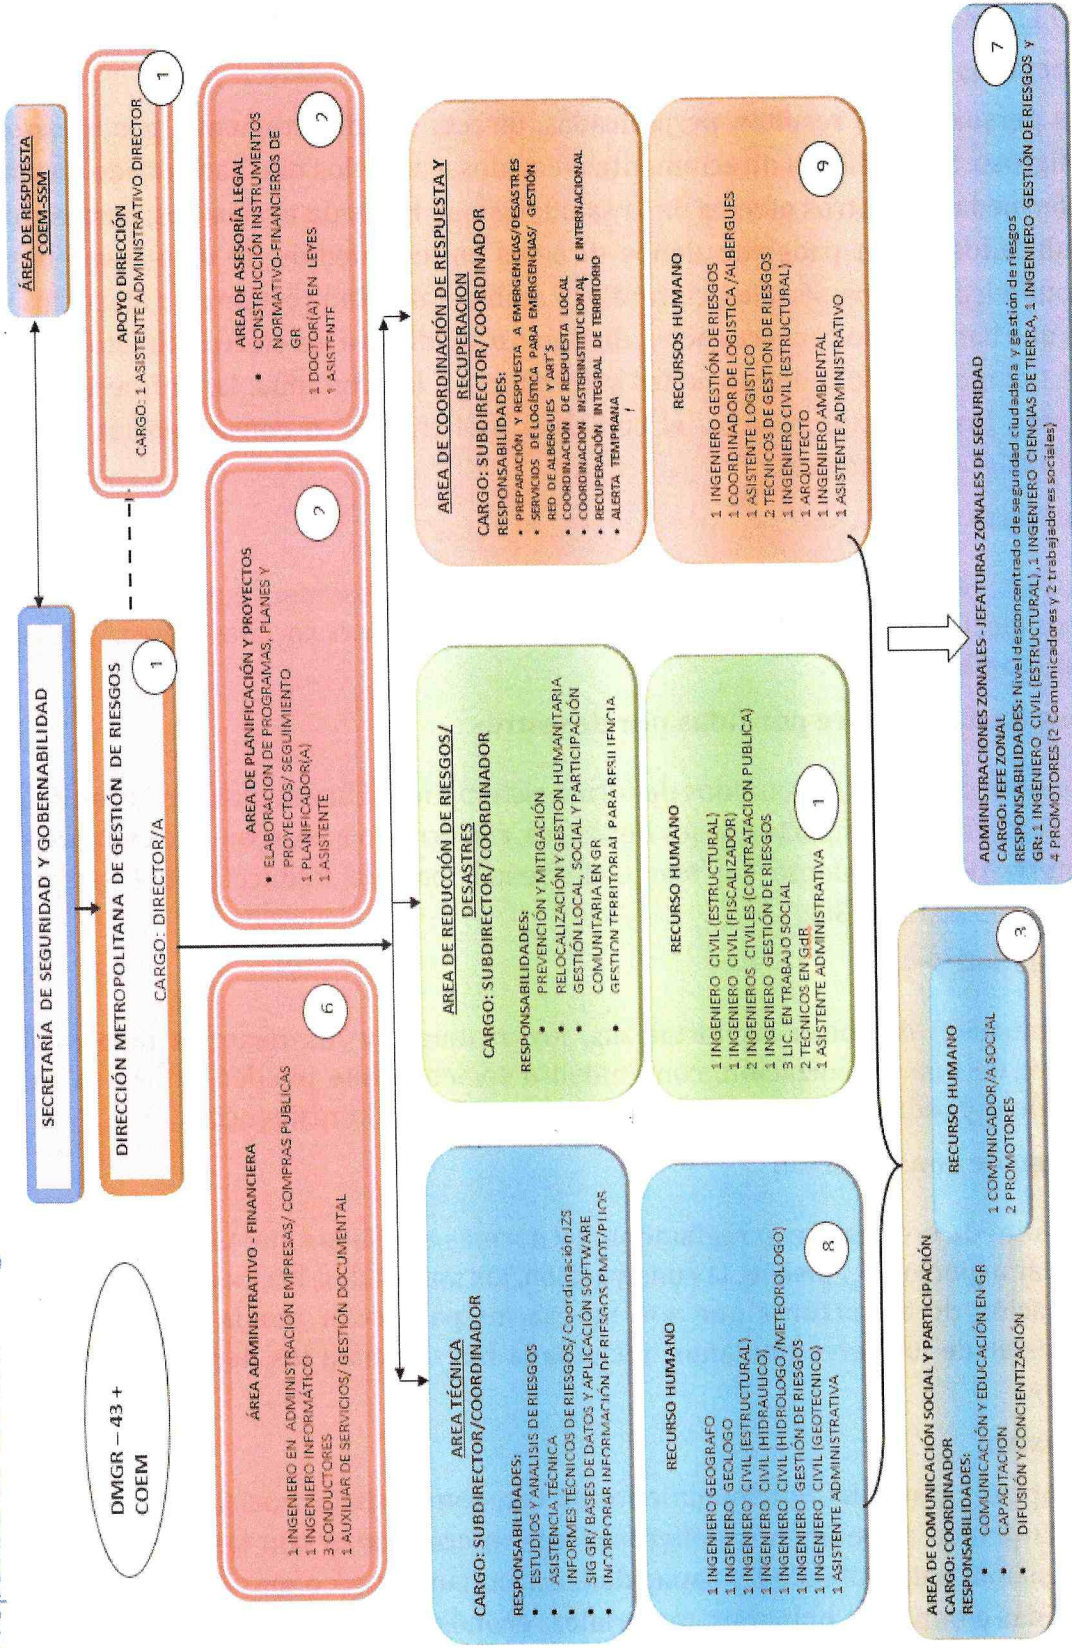 SECRETARÍA DE SEGURIDAD Y GOBERNABILIDAD
ÁREA DE RESPUESTA
COEM-SSM
DMGR – 43 +
COEM
DIRECCIÓN METROPOLITANA DE GESTIÓN DE RIESGOS
CARGO: DIRECTOR/A
1
APOYO DIRECCIÓN
CARGO: 1 ASISTENTE ADMINISTRATIVO DIRECTOR
1
ÁREA ADMINISTRATIVO - FINANCIERA
1 INGENIERO EN ADMINISTRACIÓN EMPRESAS/ COMPRAS PUBLICAS
1 INGENIERO INFORMÁTICO
3 CONDUCTORES
1 AUXILIAR DE SERVICIOS/ GESTIÓN DOCUMENTAL
6
AREA DE PLANIFICACIÓN Y PROYECTOS
• ELABORACION DE PROGRAMAS, PLANES Y
PROYECTOS/ SEGUIMIENTO
1 PLANIFICADOR(A)
1 ASISTENTE
2
AREA DE ASESORÍA LEGAL
• CONSTRUCCIÓN INSTRUMENTOS
NORMATIVO-FINANCIEROS DE
GR
1 DOCTOR(A) EN LEYES
1 ASISTENTE
2
AREA TÉCNICA
CARGO: SUBDIRECTOR/COORDINADOR
RESPONSABILIDADES:
• ESTUDIOS Y ANALISIS DE RIESGOS
• ASISTENCIA TÉCNICA
• INFORMES TÉCNICOS DE RIESGOS/ Coordinación JZS
• SIG GR/ BASES DE DATOS Y APLICACIÓN SOFTWARE
• INCORPORAR INFORMACIÓN DE RIESGOS PMOT/PUOS
AREA DE REDUCCIÓN DE RIESGOS/
DESASTRES
CARGO: SUBDIRECTOR/ COORDINADOR
RESPONSABILIDADES:
• PREVENCIÓN Y MITIGACIÓN
• RELOCALIZACIÓN Y GESTION HUMANITARIA
• GESTIÓN LOCAL, SOCIAL Y PARTICIPACIÓN
COMUNITARIA EN GR
• GESTION TERRITORIAL PARA RESILIENCIA
AREA DE COORDINACIÓN DE RESPUESTA Y
RECUPERACION
CARGO: SUBDIRECTOR/ COORDINADOR
RESPONSABILIDADES:
• PREPARACIÓN Y RESPUESTA A EMERGENCIAS/DESASTRES
• SERVICIOS DE LOGÍSTICA PARA EMERGENCIAS/ GESTIÓN
RED DE ALBERGUES Y ART'S
• COORDINACION DE RESPUESTA LOCAL
• COORDINACION INSTERINSTITUCIONAL E INTERNACIONAL
• RECUPERACIÓN INTEGRAL DE TERRITORIO
• ALERTA TEMPRANA
RECURSO HUMANO
1 INGENIERO GEOGRAFO
1 INGENIERO GEOLOGO
1 INGENIERO CIVIL (ESTRUCTURAL)
1 INGENIERO CIVIL (HIDRAULICO)
1 INGENIERO CIVIL (HIDROLOGO /METEOROLOGO)
1 INGENIERO GESTIÓN DE RIESGOS
1 INGENIERO CIVIL (GEOTECNICO)
1 ASISTENTE ADMINISTRATIVA
8
RECURSO HUMANO
1 INGENIERO CIVIL (ESTRUCTURAL)
1 INGENIERO CIVIL (FISCALIZADOR)
2 INGENIEROS CIVILES (CONTRATACION PUBLICA)
1 INGENIERO GESTIÓN DE RIESGOS
3 LIC. EN TRABAJO SOCIAL
2 TECNICOS EN GdR
1 ASISTENTE ADMINISTRATIVA
1
RECURSOS HUMANO
1 INGENIERO GESTIÓN DE RIESGOS
1 COORDINADOR DE LOGISTICA /ALBERGUES
1 ASISTENTE LOGÍSTICO
2 TECNICOS DE GESTION DE RIESGOS
1 INGENIERO CIVIL (ESTRUCTURAL)
1 ARQUITECTO
1 INGENIERO AMBIENTAL
1 ASISTENTE ADMINISTRATIVO
9
AREA DE COMUNICACIÓN SOCIAL Y PARTICIPACIÓN
CARGO: COORDINADOR
RESPONSABILIDADES:
• COMUNICACIÓN Y EDUCACIÓN EN GR
• CAPACITACION
• DIFUSIÓN Y CONCIENTIZACIÓN
RECURSO HUMANO
1 COMUNICADOR/A SOCIAL
2 PROMOTORES
3
ADMINISTRACIONES ZONALES - JEFATURAS ZONALES DE SEGURIDAD
CARGO: JEFE ZONAL
RESPONSABILIDADES: Nivel desconcentrado de seguridad ciudadana y gestión de riesgos
GR: 1 INGENIERO CIVIL (ESTRUCTURAL), 1 INGENIERO CIENCIAS DE TIERRA, 1 INGENIERO GESTIÓN DE RIESGOS y
4 PROMOTORES (2 Comunicadores y 2 trabajadores sociales)
7